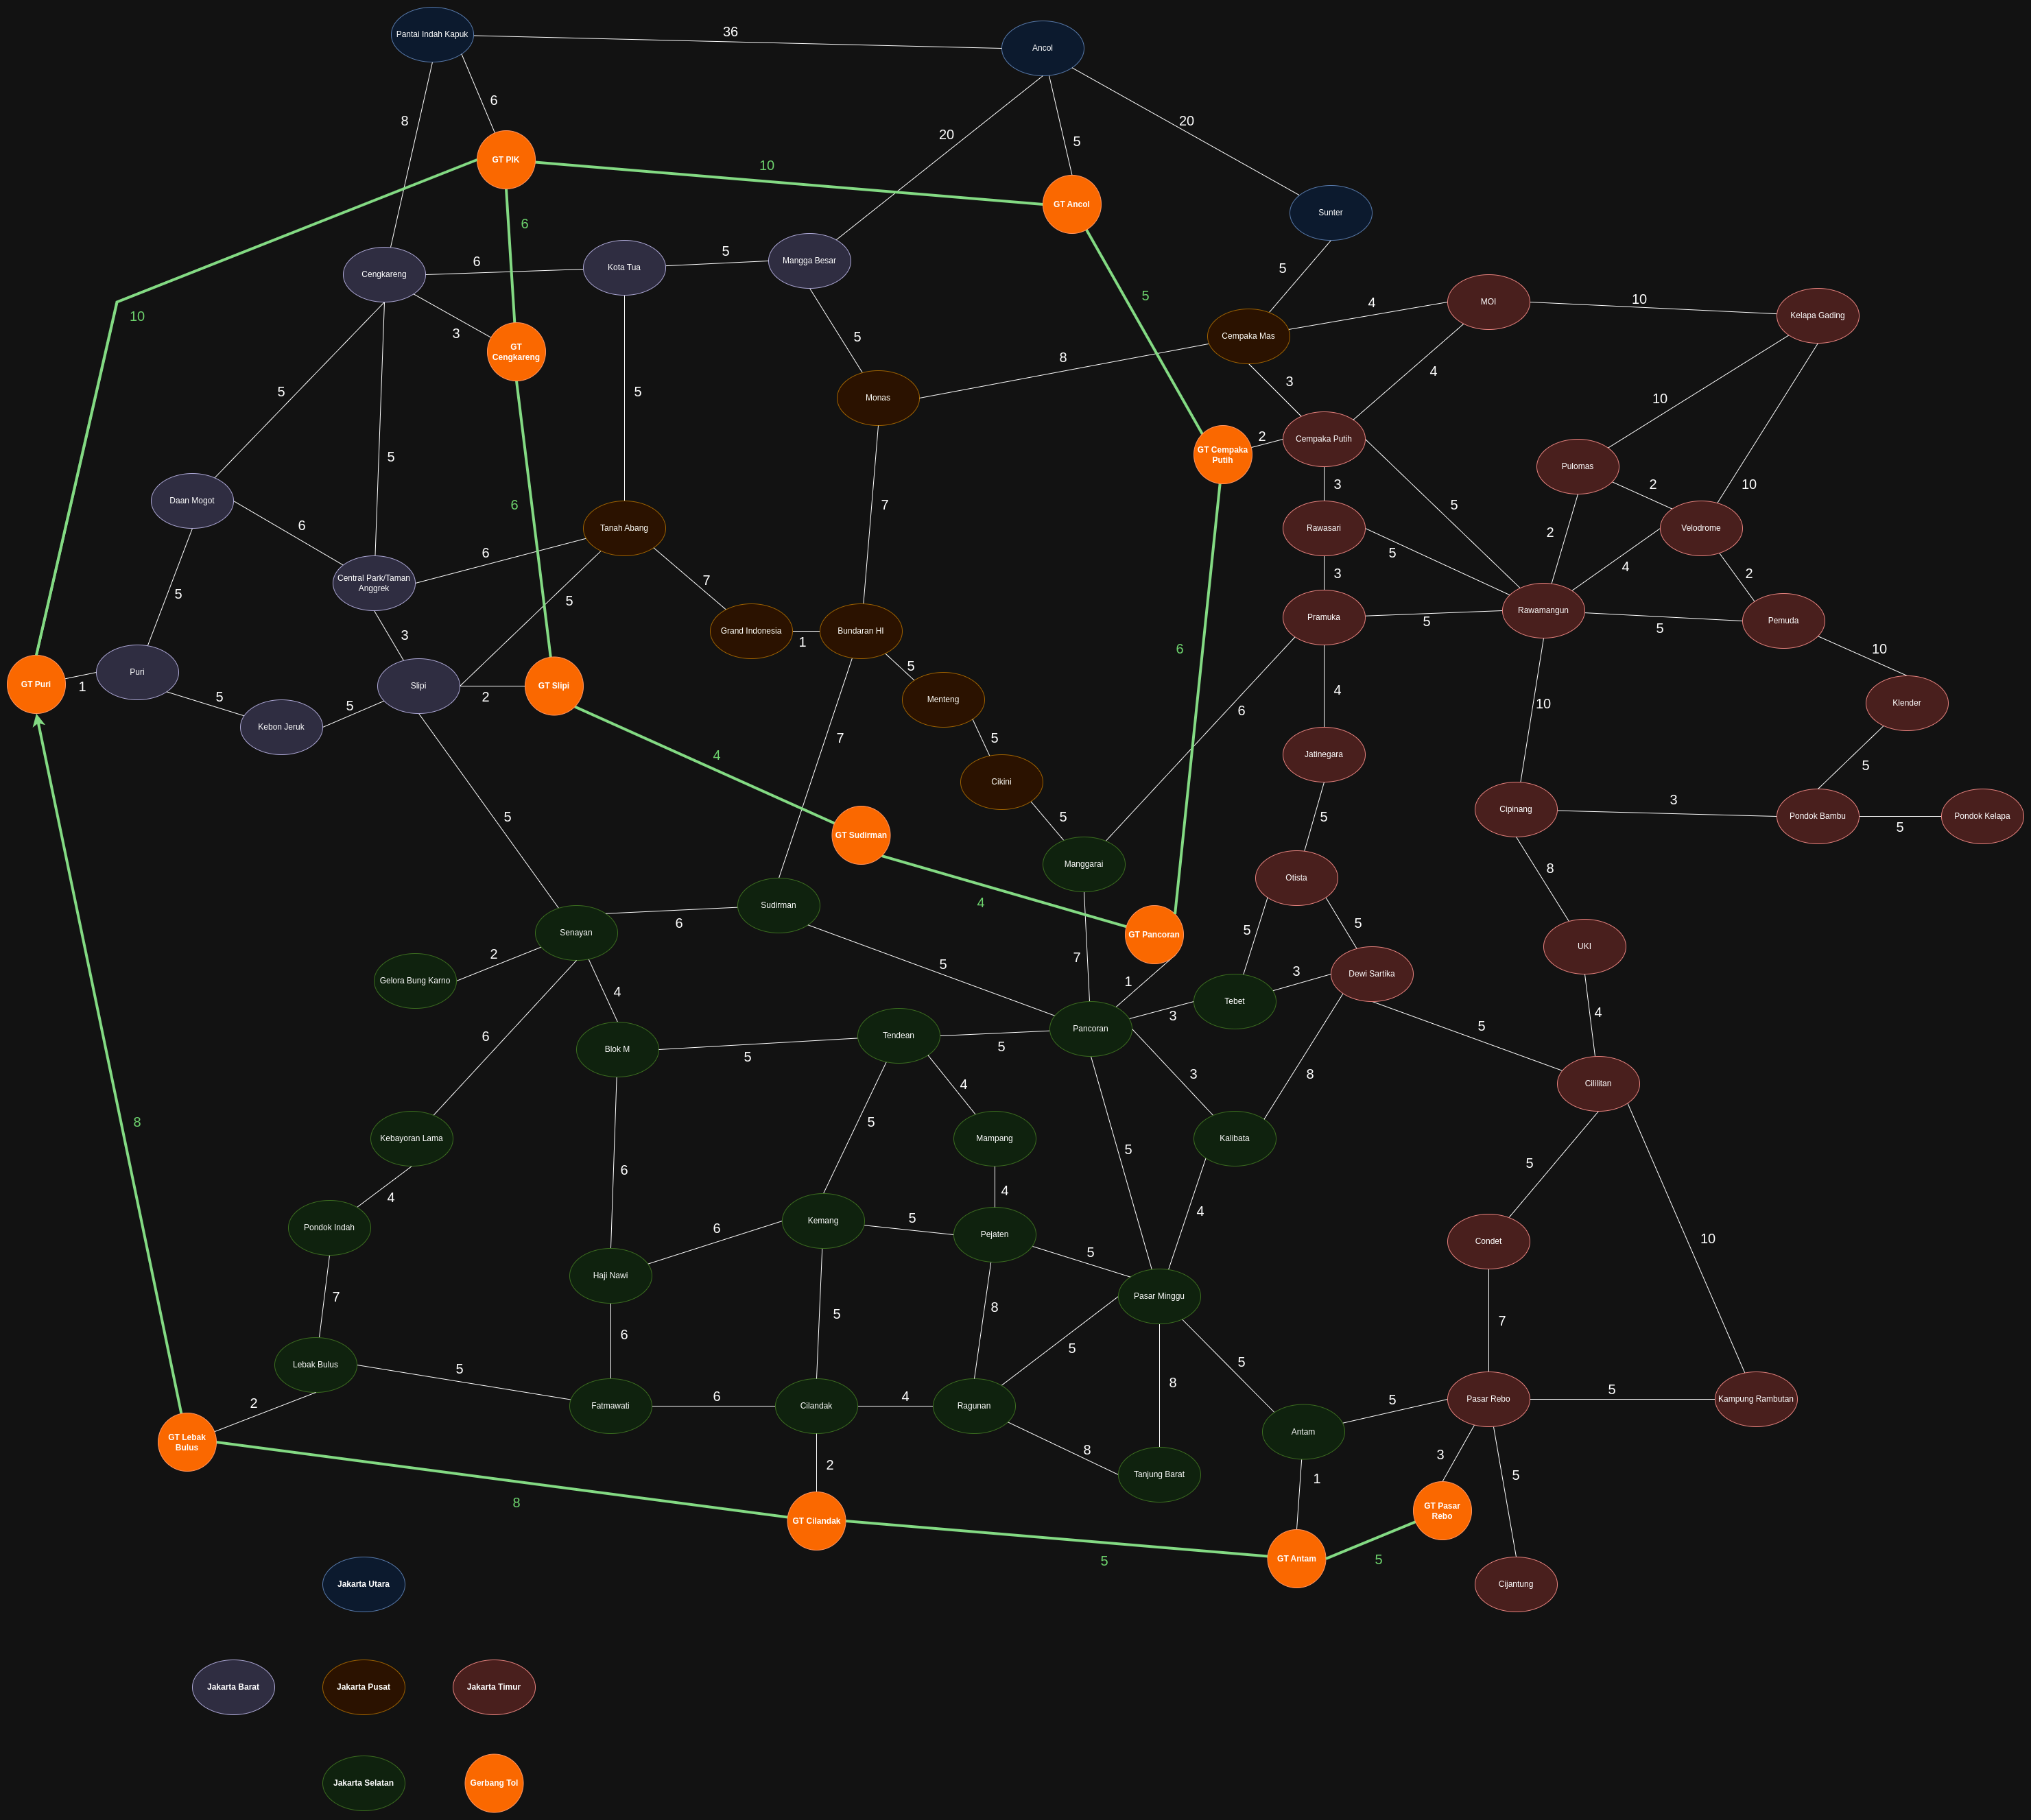 Pantai Indah Kapuk
36
Ancol
8
6
20
5
20
GT PIK
10
GT Ancol
Sunter
6
Cengkareng
6
Kota Tua
5
Mangga Besar
5
5
10
3
GT
Cengkareng
5
Cempaka Mas
4
MOI
10
Kelapa Gading
5
5
8
Monas
3
4
10
5
6
Cempaka Putih
2
GT Cempaka
Putih
5
Pulomas
2
10
3
Daan Mogot
6
7
Tanah Abang
Rawasari
5
2
Velodrome
6
5
Central Park/Taman
Anggrek
7
5
3
4
2
3
Grand Indonesia
1
Bundaran HI
Pramuka
5
Rawamangun
5
Pemuda
10
GT Puri
1
Puri
5
Kebon Jeruk
5
Slipi
2
GT Slipi
5
Menteng
6
4
6
10
Klender
5
4
7
5
Cikini
Jatinegara
5
5
GT Sudirman
5
5
Cipinang
3
Pondok Bambu
5
Pondok Kelapa
4
Manggarai
Otista
8
Sudirman
6
Senayan
GT Pancoran
5
5
UKI
2
Gelora Bung Karno
4
5
7
1
Tebet
3
Dewi Sartika
4
6
Blok M
5
Tendean
5
Pancoran
3
5
8
4
3
8
Cililitan
Kebayoran Lama
5
Mampang
5
Kalibata
5
4
6
4
4
Pondok Indah
6
Kemang
5
Pejaten
5
Condet
10
7
Haji Nawi
8
Pasar Minggu
7
6
5
5
5
Lebak Bulus
5
8
5
Pasar Rebo
5
Kampung Rambutan
2
Fatmawati
6
Cilandak
4
Ragunan
8
Antam
GT Lebak
Bulus
2
Tanjung Barat
1
3
5
8
GT Cilandak
5
GT Antam
5
GT Pasar
Rebo
Cijantung
Jakarta Utara
Jakarta Barat
Jakarta Pusat
Jakarta Timur
Jakarta Selatan
Gerbang Tol